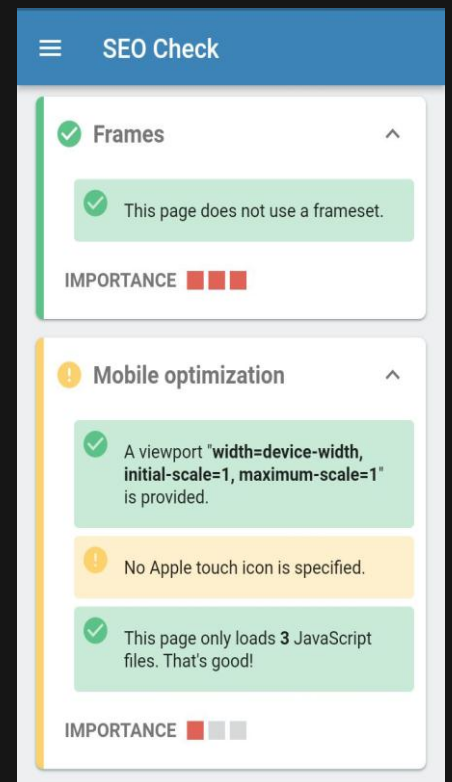 SEO Check
Frames
This page does not use a frameset.
IMPORTANCE
Mobile optimization
A viewport "width=device-width,
initial-scale=1, maximum-scale=1"
is provided.
No Apple touch icon is specified.
This page only loads 3 JavaScript
files. That's good!
IMPORTANCE